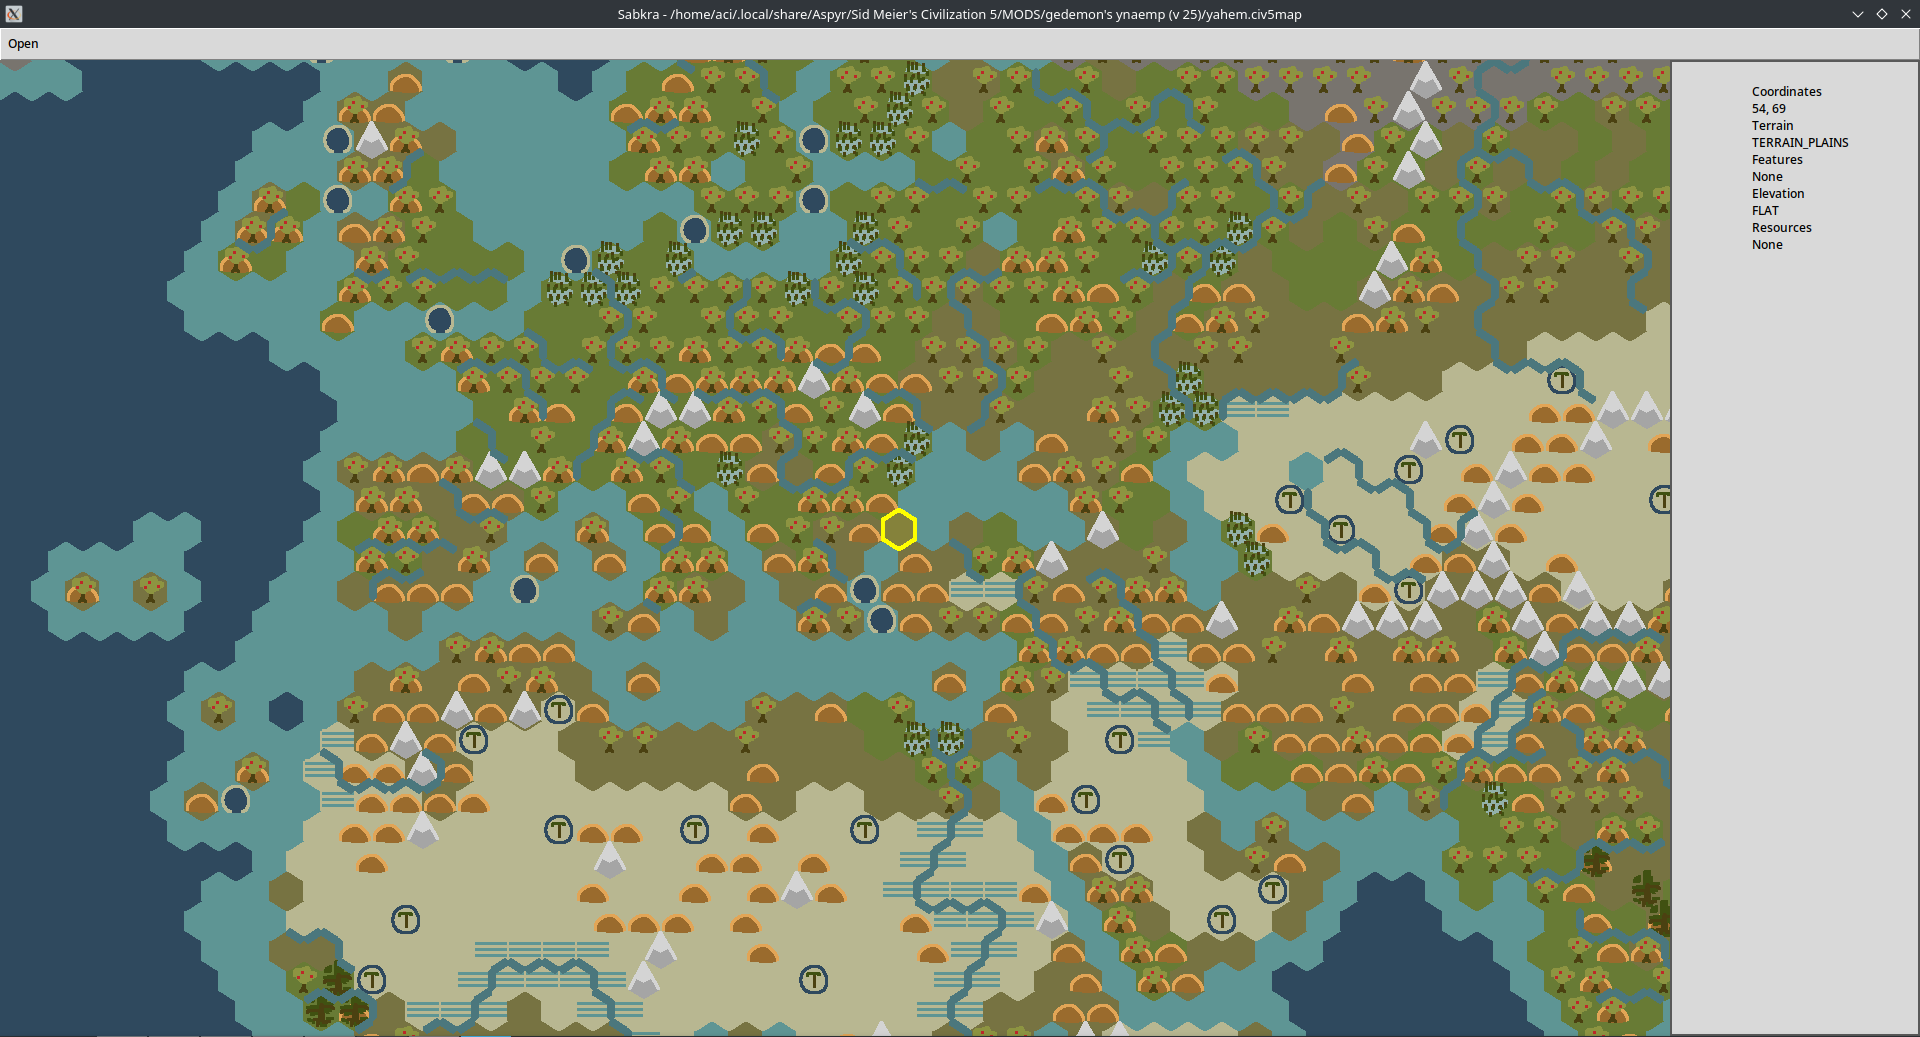 Sabkra - /home/aci/.local/share/Aspyr/Sid Meier's Civilization 5/MODS/gedemon's ynaemp (v 25)/yahem.civ5map
Open
Coordinates
54, 69
Terrain
TERRAIN_PLAINS
Features
None
Elevation
FLAT
Resources
None